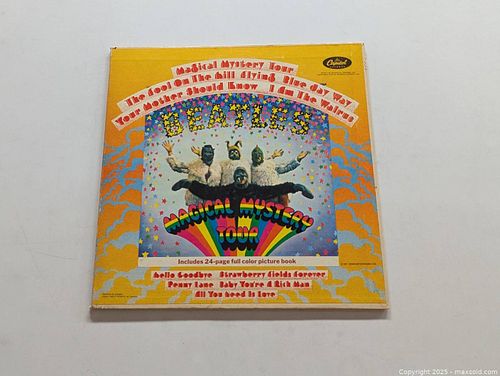 Magical Mystery Tour
The Fool On The Hill Flying Blue Jay Way
Your Mother Should Know I Am The Walrus
Capitol
BEATLES
MAGICAL MYSTERY
TOUR
Includes 24-page full color picture book
Hello Goodbye Strawberry Fields Forever
Penny Lane Baby You're A Rich Man
All You Need Is Love
Copyright © 2025 - maxsold.com